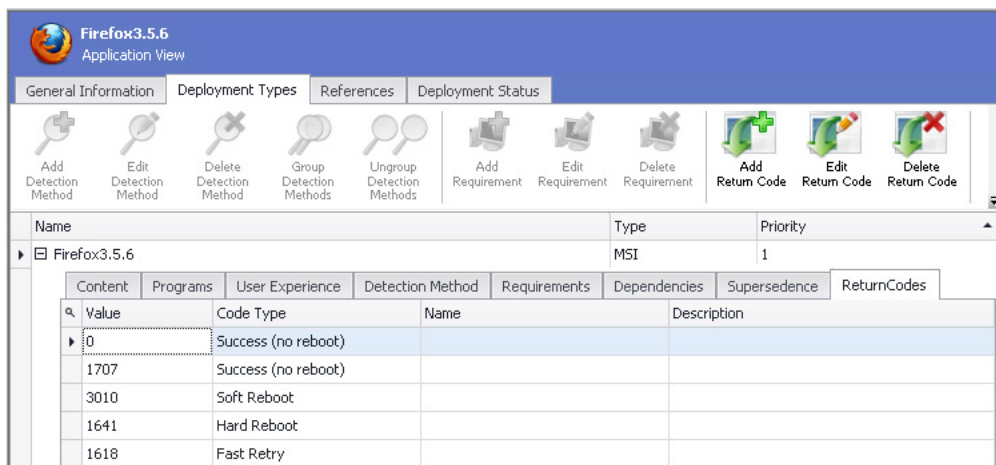 Firefox3.5.6
Application View
General Information Deployment Types References Deployment Status
Add Detection Method Edit Detection Method Delete Detection Method Group Detection Methods Ungroup Detection Methods Add Requirement Edit Requirement Delete Requirement Add Return Code Edit Return Code Delete Return Code
Name Type Priority
Firefox3.5.6 MSI 1
Content Programs User Experience Detection Method Requirements Dependencies Supersedence ReturnCodes
Value Code Type Name Description
0 Success (no reboot)
1707 Success (no reboot)
3010 Soft Reboot
1641 Hard Reboot
1618 Fast Retry